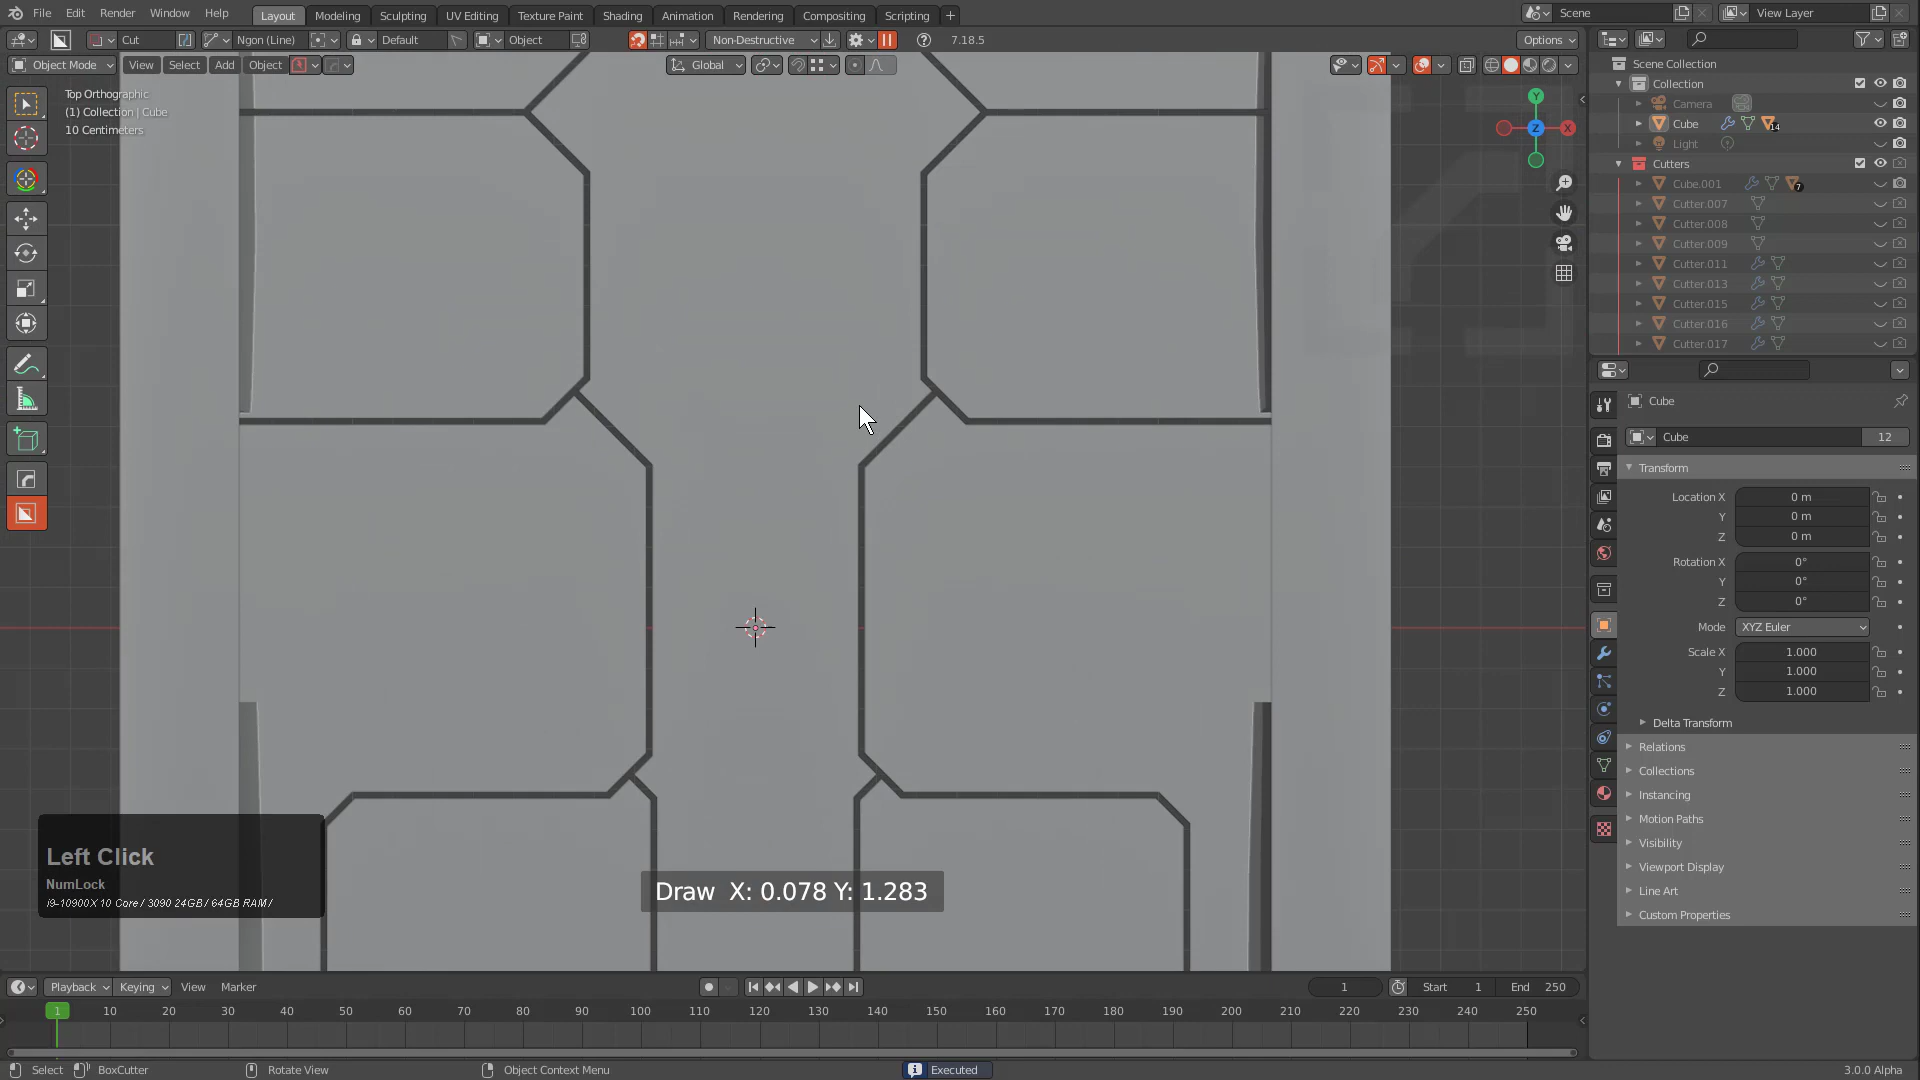 File Edit Render Window Help Layout Modeling Sculpting UV Editing Texture Paint Shading Animation Rendering Compositing Scripting + Scene View Layer
Cut Ngon (Line) Default Object Non-Destructive 7.18.5 Options
Object Mode View Select Add Object Global
Top Orthographic
(1) Collection | Cube
10 Centimeters
Y
Z
X
Scene Collection
Collection
Camera
Cube 14
Light
Cutters
Cube.001 7
Cutter.007
Cutter.008
Cutter.009
Cutter.011
Cutter.013
Cutter.015
Cutter.016
Cutter.017
Cube
Cube 12
Transform
Location X 0 m
Y 0 m
Z 0 m
Rotation X 0°
Y 0°
Z 0°
Mode XYZ Euler
Scale X 1.000
Y 1.000
Z 1.000
Delta Transform
Relations
Collections
Instancing
Motion Paths
Visibility
Viewport Display
Line Art
Custom Properties
Left Click
NumLock
i9-10900X 10 Core / 3090 24GB / 64GB RAM /
Draw X: 0.078 Y: 1.283
Playback Keying View Marker 1 Start 1 End 250
1 10 20 30 40 50 60 70 80 90 100 110 120 130 140 150 160 170 180 190 200 210 220 230 240 250
Select BoxCutter Rotate View Object Context Menu Executed 3.0.0 Alpha